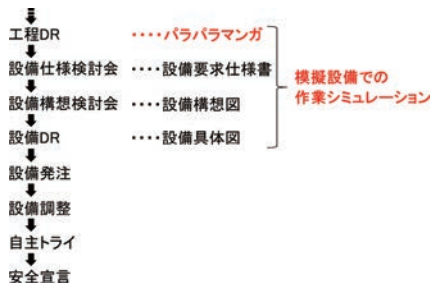 工程DR ････パラパラマンガ
設備仕様検討会 ････設備要求仕様書
設備構想検討会 ････設備構想図
設備DR ････設備具体図
模擬設備での
作業シミュレーション
設備発注
設備調整
自主トライ
安全宣言